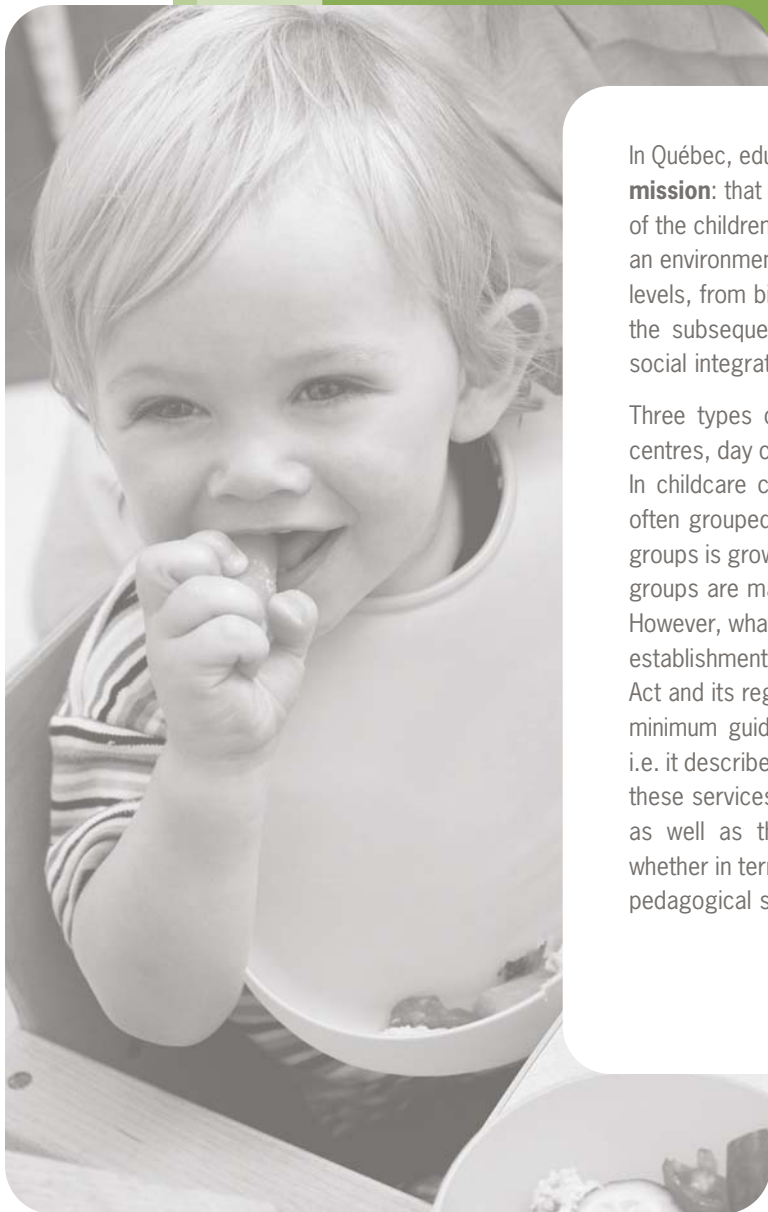 In Québec, edu
mission: that
of the children
an environmen
levels, from bi
the subseque
social integrat
Three types
centres, day c
In childcare c
often grouped
groups is grow
groups are ma
However, wha
establishment
Act and its reg
minimum guid
i.e. it describe
these services
as well as th
whether in ter
pedagogical s